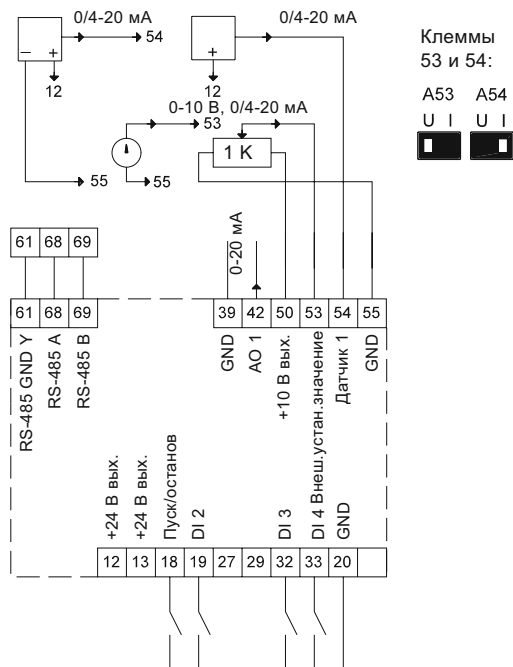 0/4-20 мА
54
0/4-20 мА
Клеммы
53 и 54:
– +
+
12
12
A53 A54
U I U I
0-10 В, 0/4-20 мА
53
1 K
55
55
61 68 69
0-20 мА
61 68 69
39 42 50 53 54 55
RS-485 GND Y
RS-485 A
RS-485 B
GND
AO 1
+10 В вых.
Внеш.устан.значение
Датчик 1
GND
+24 В вых.
+24 В вых.
Пуск/останов
DI 2
DI 3
DI 4
GND
12 13 18 19 27 29 32 33 20